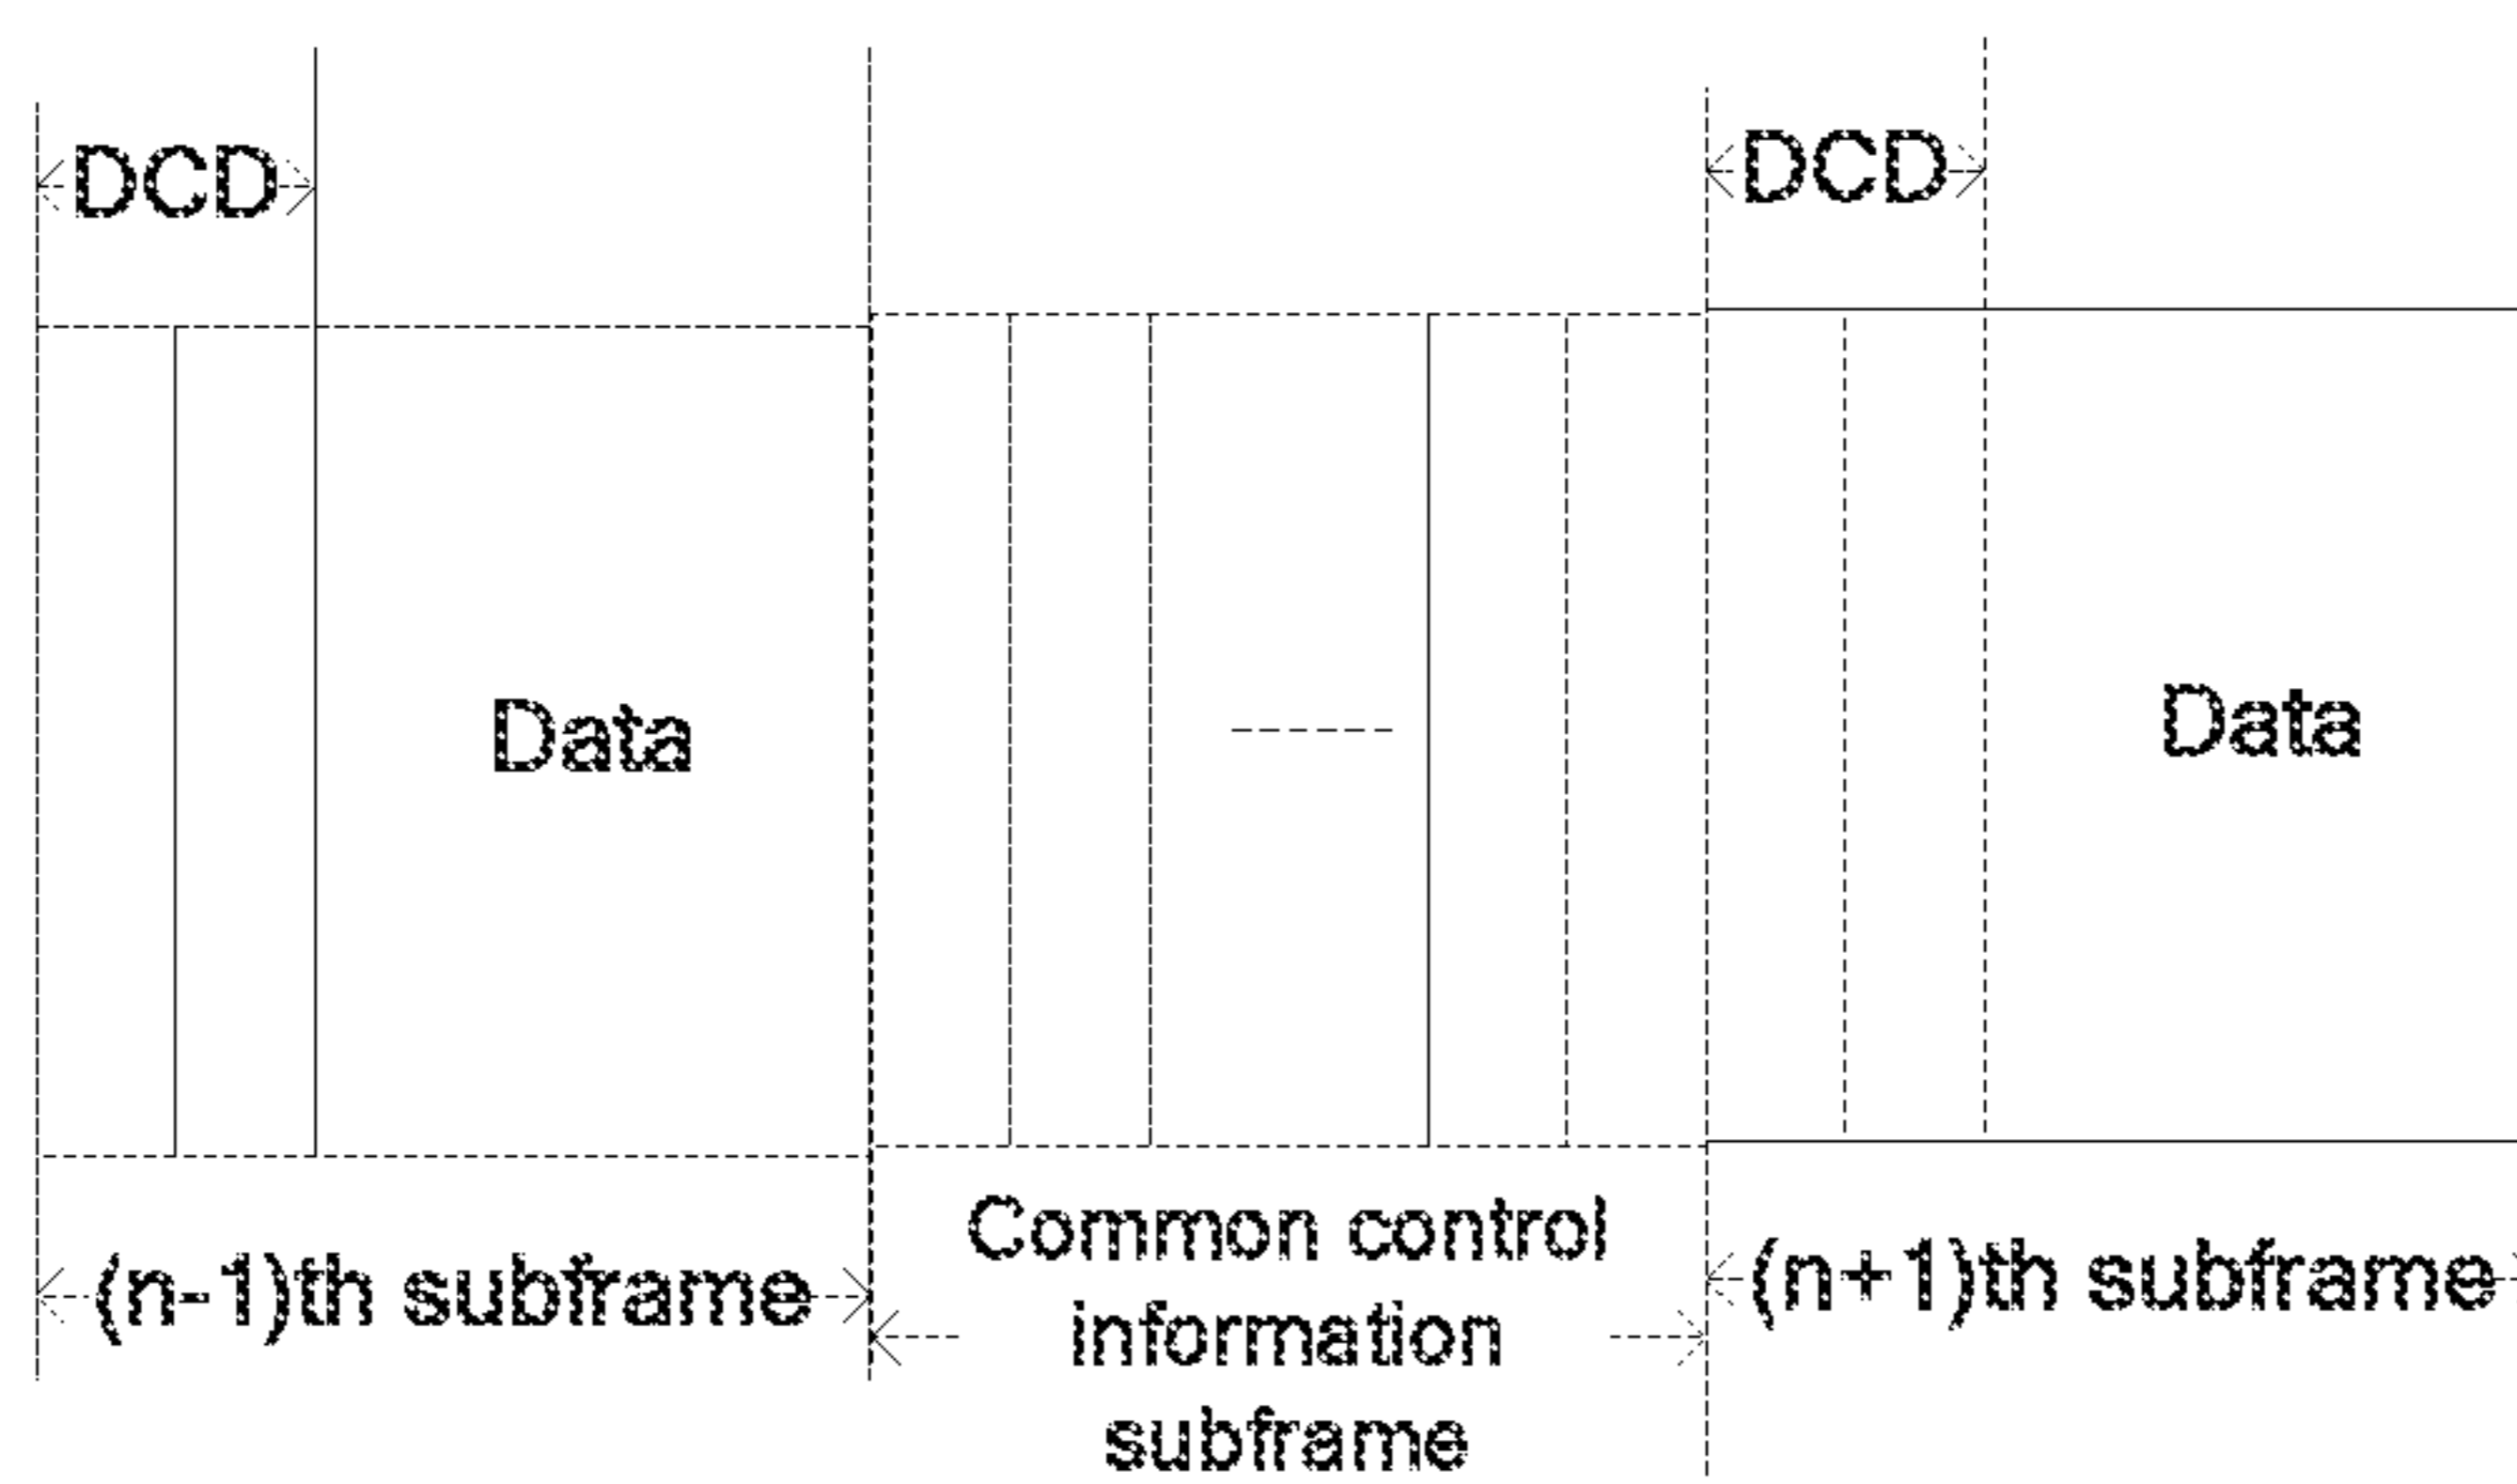 DCD
DCD
Data
Data
(n-1)th subframe
Common control
information
subframe
(n+1)th subframe